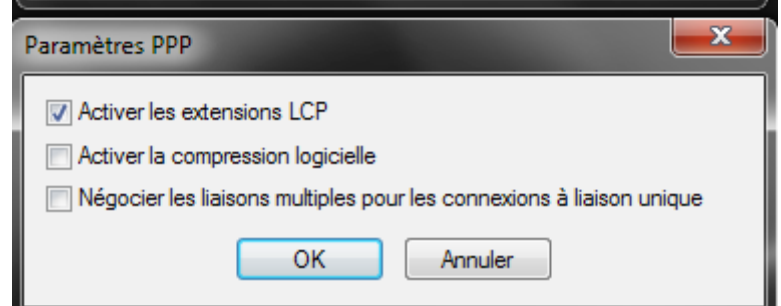 Paramètres PPP
Activer les extensions LCP
Activer la compression logicielle
Négocier les liaisons multiples pour les connexions à liaison unique
OK
Annuler